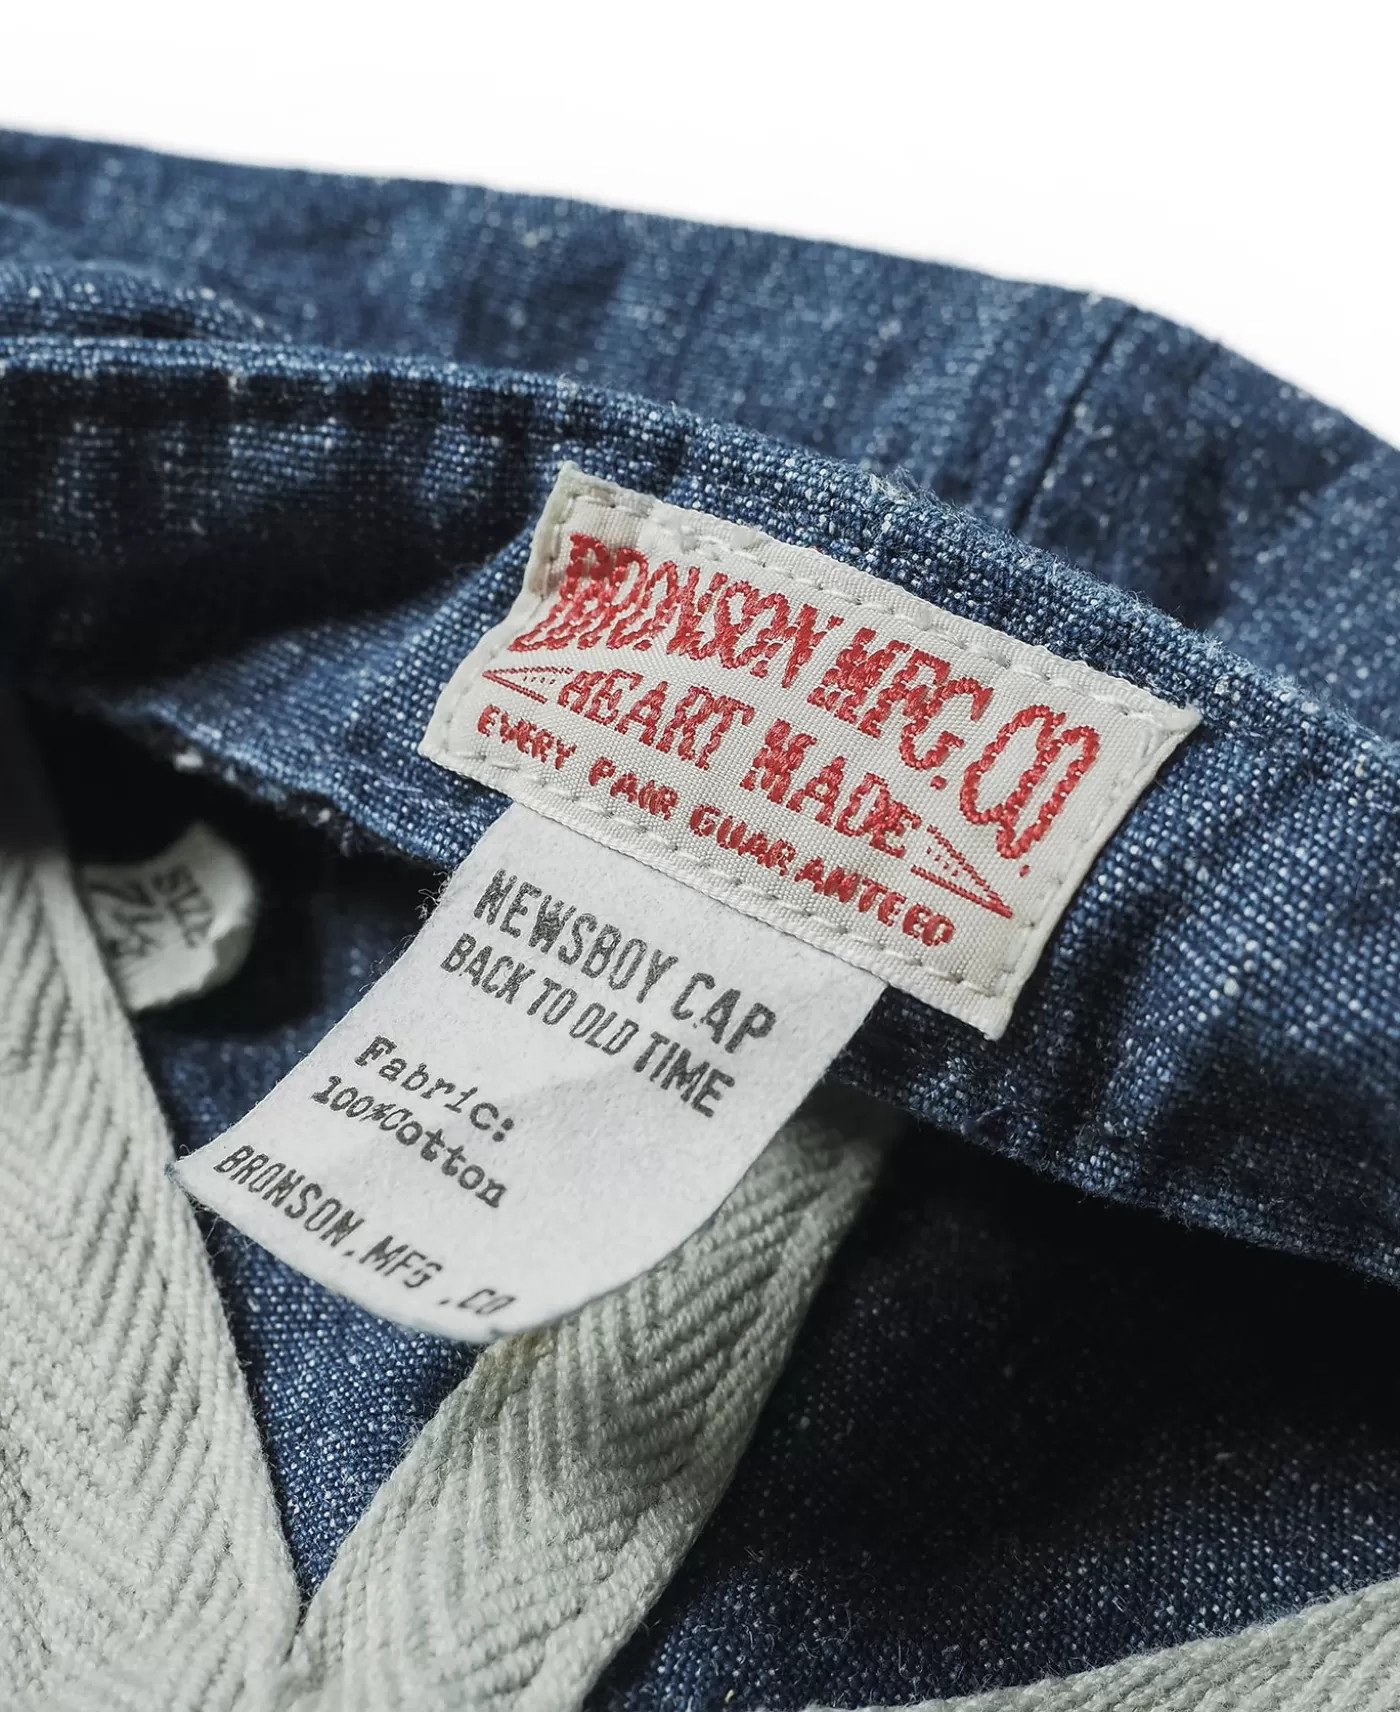 BRONSON MFG. CO.
HEART MADE
EVERY PAIR GUARANTEED
NEWSBOY CAP
BACK TO OLD TIME
Fabric:
100%Cotton
BRONSON.MFG.CO.
SIZE